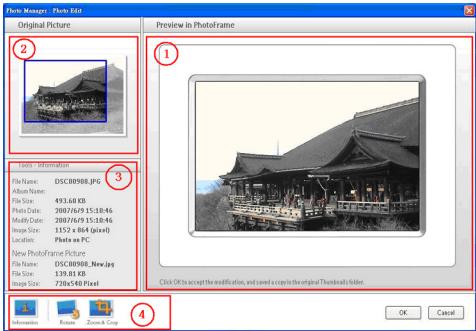 Photo Manager : Photo Edit
Original Picture
Preview in PhotoFrame
2
1
Tools - Information
3
File Name: DSC00908.JPG
Album Name:
File Size: 493.60 KB
Photo Date: 2007/6/9 15:10:46
Modify Date: 2007/6/9 15:10:46
Image Size: 1152 x 864 (pixel)
Location: Photo on PC
New PhotoFrame Picture
File Name: DSC00908_New.jpg
File Size: 139.81 KB
Image Size: 720x540 Pixel
Click OK to accept the modification, and saved a copy in the original Thumbnails folder.
Information
Rotate
Zoom & Crop
4
OK
Cancel